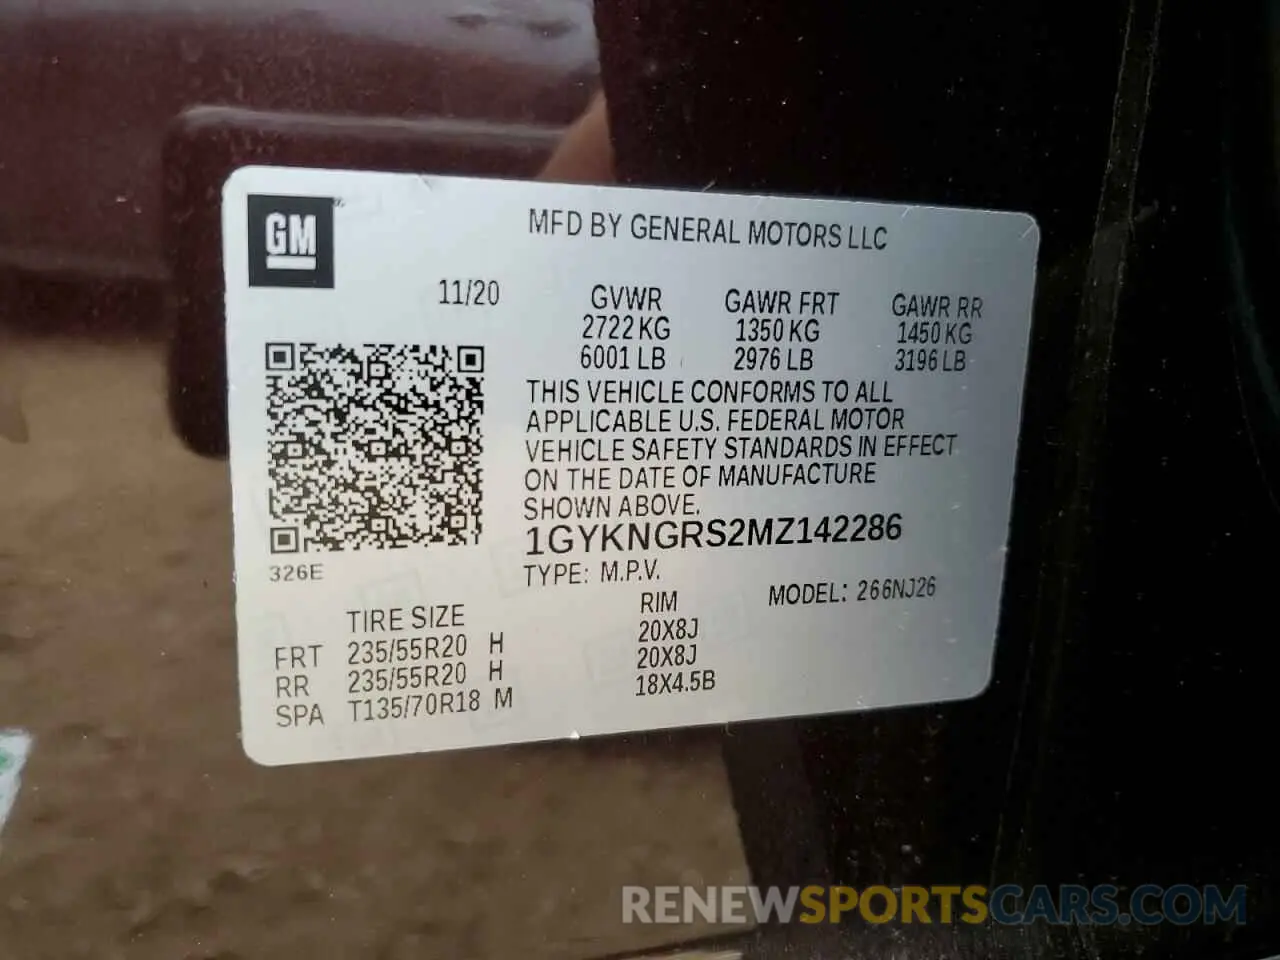 GM
MFD BY GENERAL MOTORS LLC
11/20
GVWR GAWR FRT GAWR RR
2722 KG 1350 KG 1450 KG
6001 LB 2976 LB 3196 LB
THIS VEHICLE CONFORMS TO ALL
APPLICABLE U.S. FEDERAL MOTOR
VEHICLE SAFETY STANDARDS IN EFFECT
ON THE DATE OF MANUFACTURE
SHOWN ABOVE.
1GYKNGRS2MZ142286
326E
TYPE: M.P.V. MODEL: 266NJ26
TIRE SIZE RIM
FRT 235/55R20 H 20X8J
RR 235/55R20 H 20X8J
SPA T135/70R18 M 18X4.5B
RENEWSPORTSCARS.COM